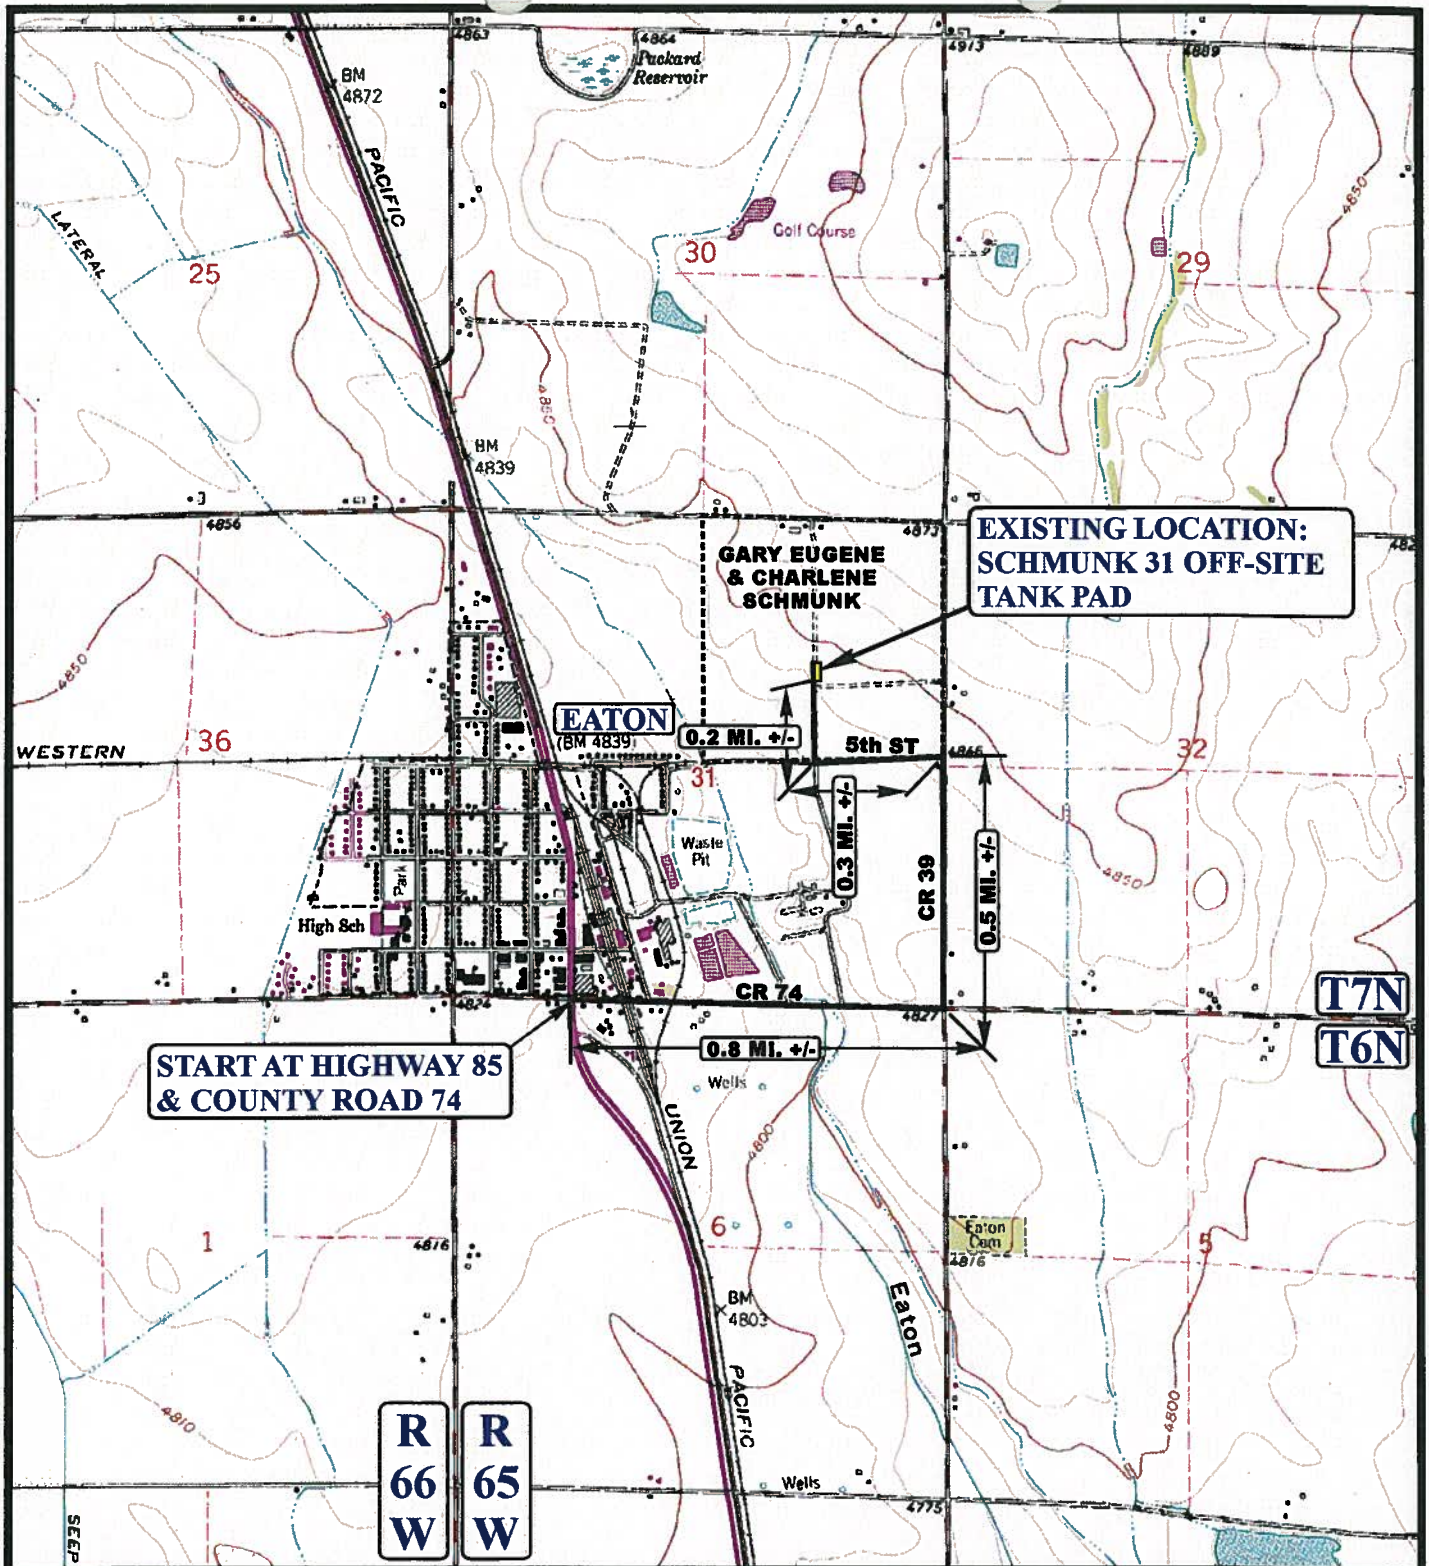 4863
4864
Packard
Reservoir
4913
4889
BM
4872
PACIFIC
LATERAL
25
Golf Course
30
29
4850
4860
BM
4839
4856
4873
EXISTING LOCATION:
SCHMUNK 31 OFF-SITE
TANK PAD
GARY EUGENE
& CHARLENE
SCHMUNK
4850
EATON
(BM 4839)
0.2 MI. +/-
5th ST
4866
WESTERN
36
31
32
Waste
Pit
0.3 MI. +/-
CR 39
0.5 MI. +/-
4850
Park
High Sch
CR 74
4824
4827
T7N
T6N
0.8 MI. +/-
START AT HIGHWAY 85
& COUNTY ROAD 74
Wells
UNION
4800
1
4816
6
Eaton
Cem
4816
5
Eaton
BM
4803
PACIFIC
4810
4800
R
66
W
R
65
W
Wells
4775
SEEP